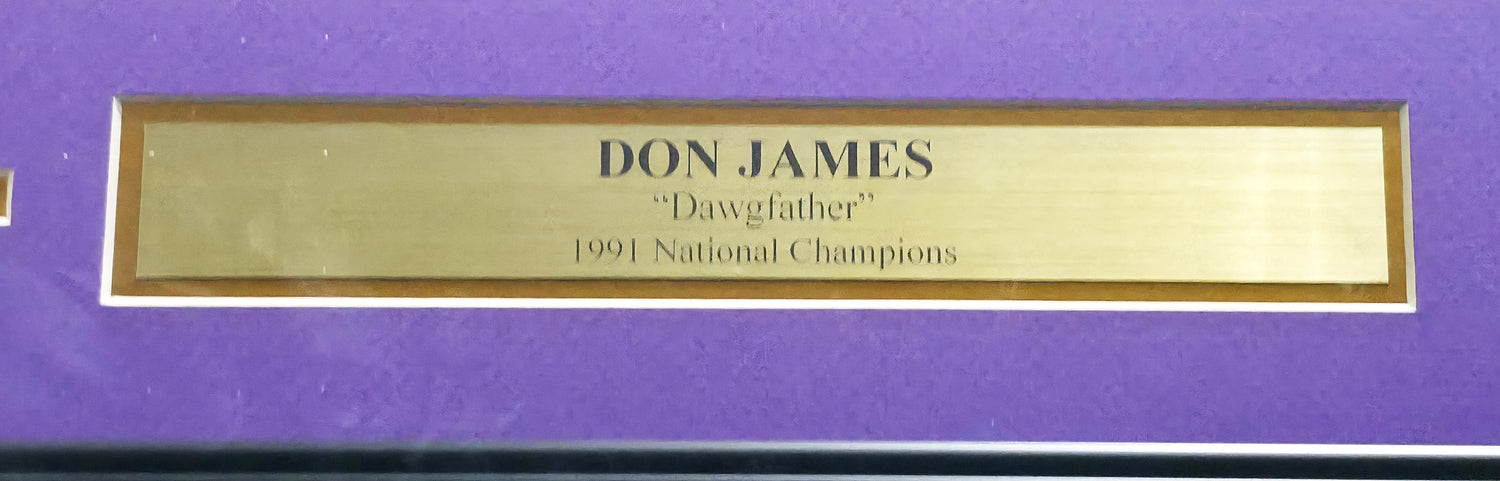 DON JAMES
“Dawgfather”
1991 National Champions